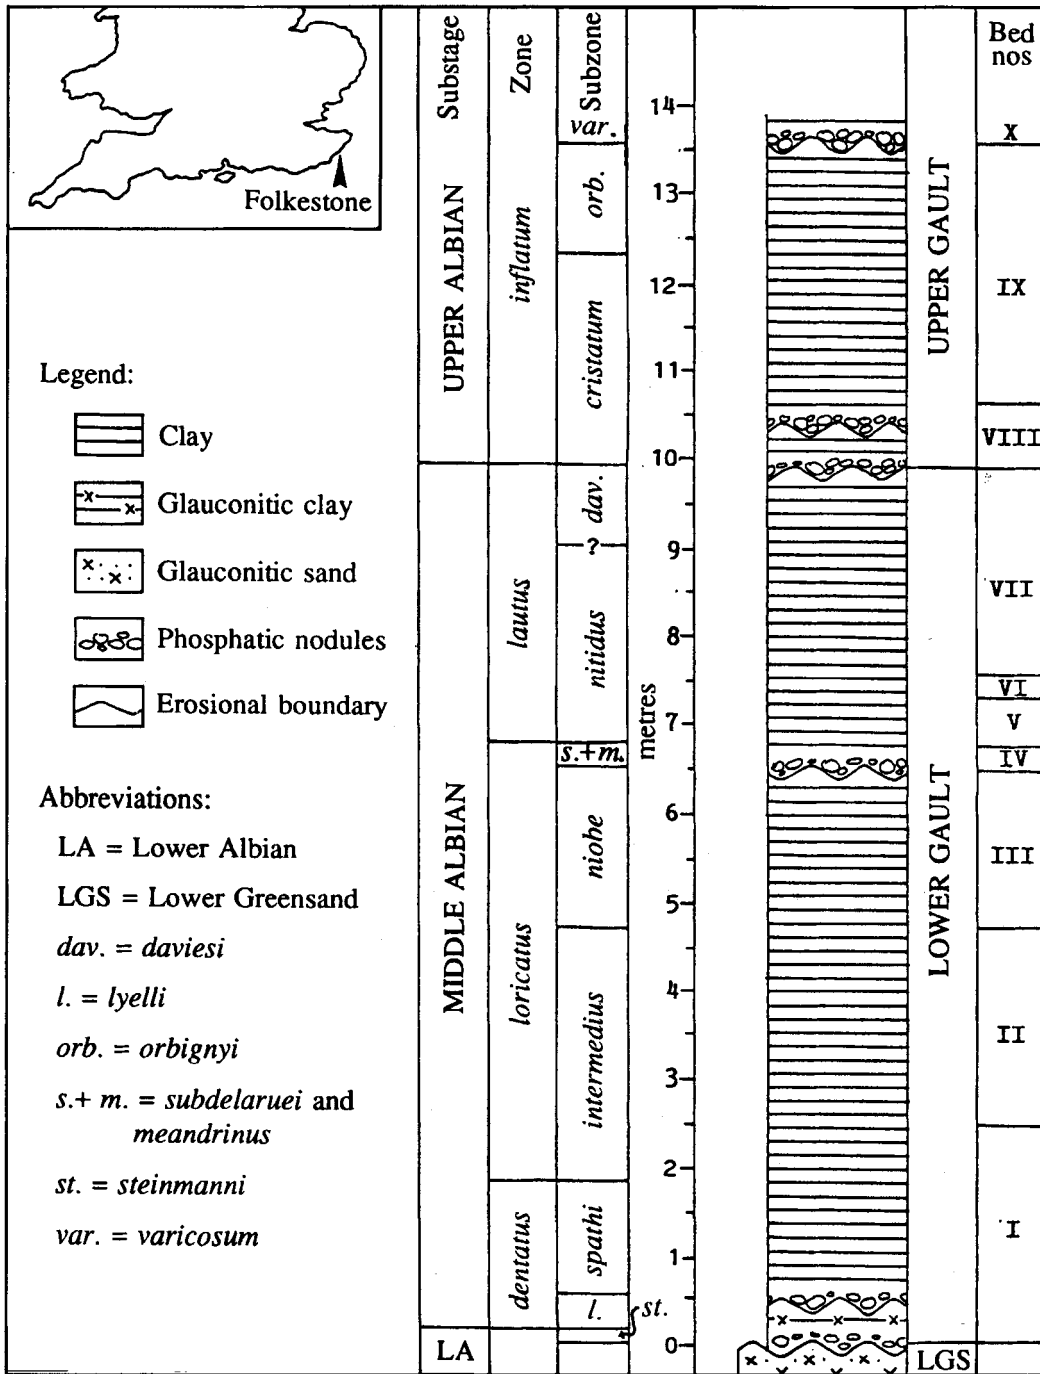 Folkestone
Legend:
Clay
Glauconitic clay
Glauconitic sand
Phosphatic nodules
Erosional boundary
Abbreviations:
LA = Lower Albian
LGS = Lower Greensand
dav. = daviesi
l. = lyelli
orb. = orbignyi
s.+ m. = subdelaruei and
meandrinus
st. = steinmanni
var. = varicosum
Substage
UPPER ALBIAN
MIDDLE ALBIAN
LA
Zone
inflatum
lautus
loricatus
dentatus
Subzone
var.
orb.
cristatum
dav.
?
nitidus
s.+m.
niobe
intermedius
spathi
l.
st.
metres
14
13
12
11
10
9
8
7
6
5
4
3
2
1
0
UPPER GAULT
LOWER GAULT
LGS
Bed
nos
X
IX
VIII
VII
VI
V
IV
III
II
I